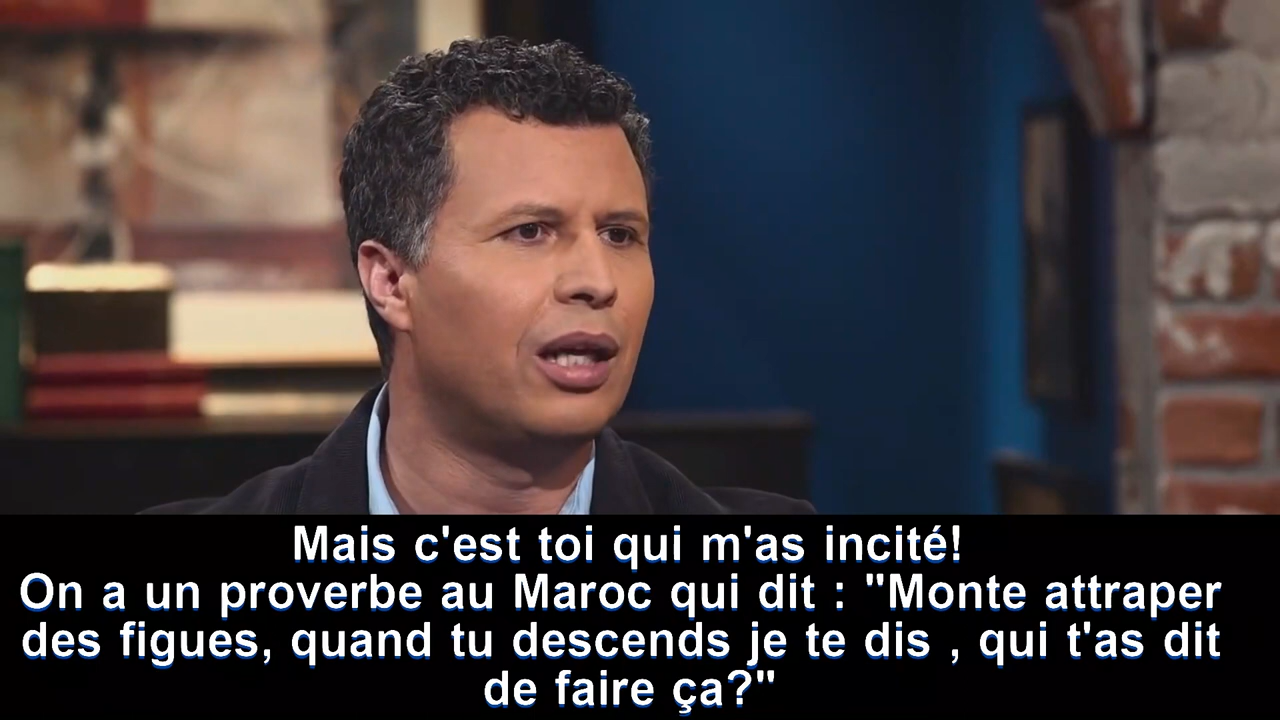 Mais c'est toi qui m'as incité!
On a un proverbe au Maroc qui dit : "Monte attraper
des figues, quand tu descends je te dis , qui t'as dit
de faire ça?"